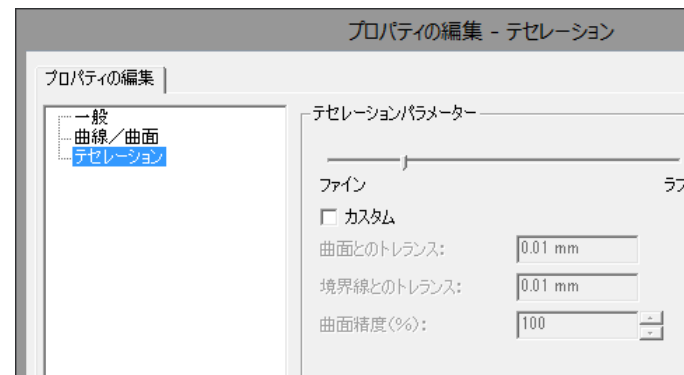 プロパティの編集 - テセレーション
プロパティの編集
一般
曲線／曲面
テセレーション
テセレーションパラメーター
ファイン
ラフ
カスタム
曲面とのトレランス: 0.01 mm
境界線とのトレランス: 0.01 mm
曲面精度(%): 100